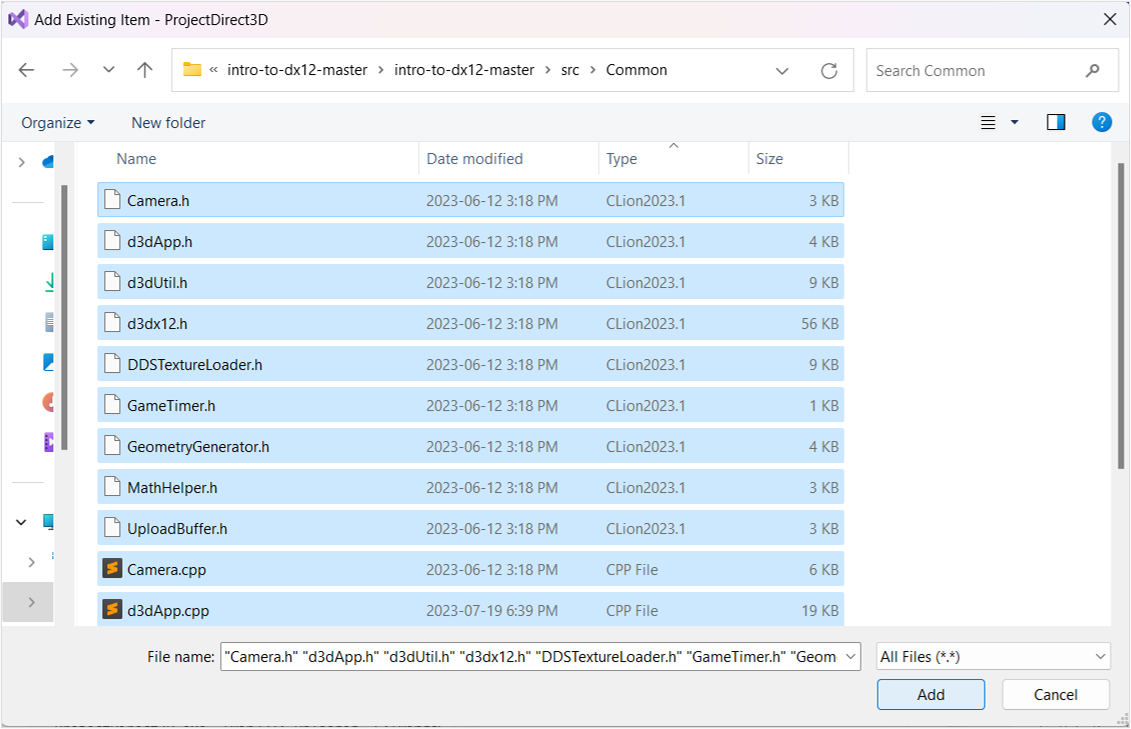 Add Existing Item - ProjectDirect3D
« intro-to-dx12-master › intro-to-dx12-master › src › Common
Search Common
Organize
New folder
?
Name Date modified Type Size
Camera.h 2023-06-12 3:18 PM CLion2023.1 3 KB
d3dApp.h 2023-06-12 3:18 PM CLion2023.1 4 KB
d3dUtil.h 2023-06-12 3:18 PM CLion2023.1 9 KB
d3dx12.h 2023-06-12 3:18 PM CLion2023.1 56 KB
DDSTextureLoader.h 2023-06-12 3:18 PM CLion2023.1 9 KB
GameTimer.h 2023-06-12 3:18 PM CLion2023.1 1 KB
GeometryGenerator.h 2023-06-12 3:18 PM CLion2023.1 4 KB
MathHelper.h 2023-06-12 3:18 PM CLion2023.1 3 KB
UploadBuffer.h 2023-06-12 3:18 PM CLion2023.1 3 KB
Camera.cpp 2023-06-12 3:18 PM CPP File 6 KB
d3dApp.cpp 2023-07-19 6:39 PM CPP File 19 KB
File name: "Camera.h" "d3dApp.h" "d3dUtil.h" "d3dx12.h" "DDSTextureLoader.h" "GameTimer.h" "Geom
All Files (*.*)
Add
Cancel